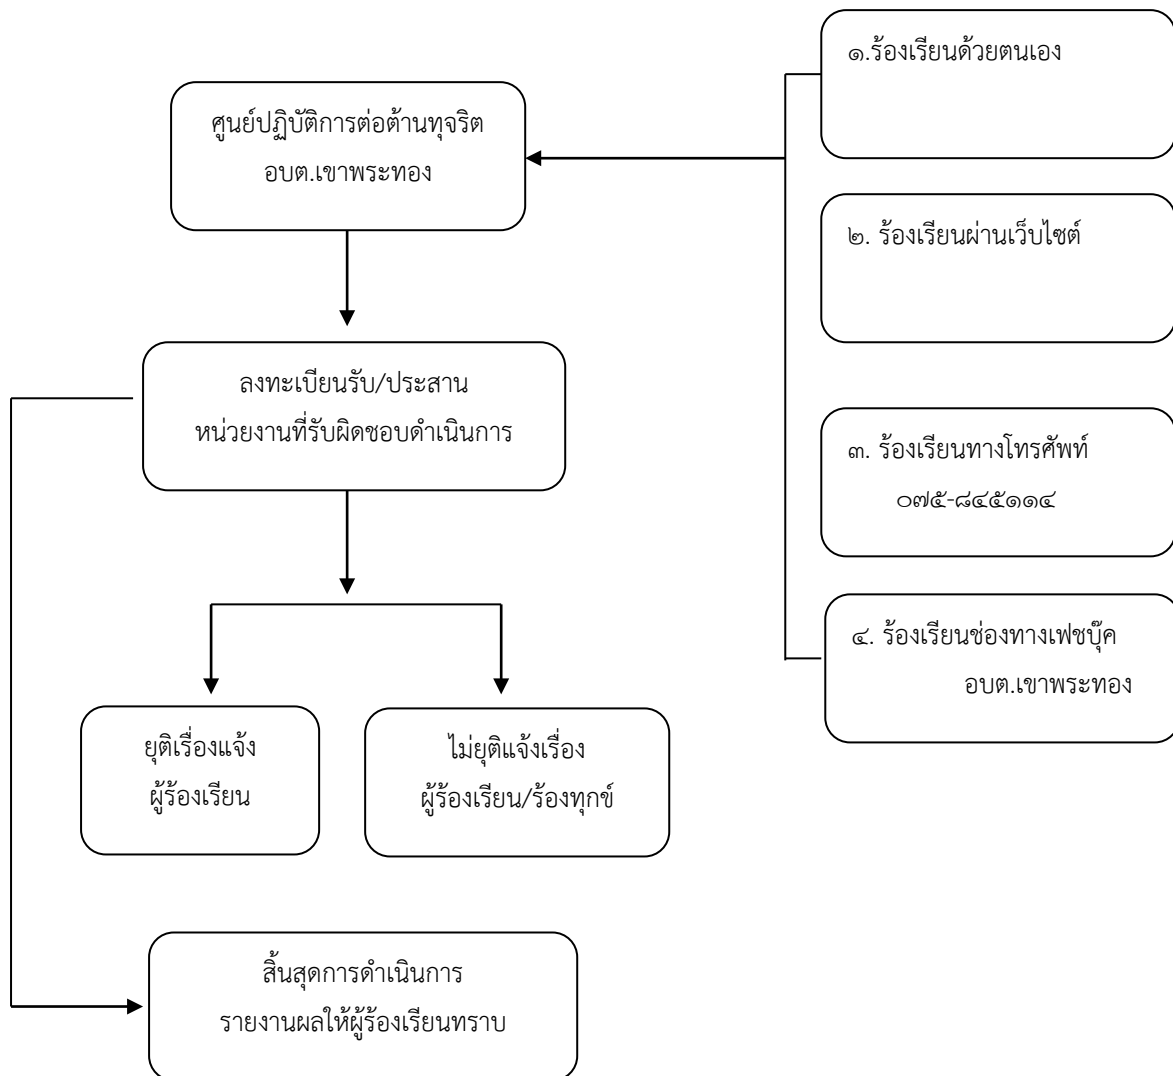 ๑.ร้องเรียนด้วยตนเอง
ศูนย์ปฏิบัติการต่อต้านทุจริต
อบต.เขาพระทอง
๒. ร้องเรียนผ่านเว็บไซต์
ลงทะเบียนรับ/ประสาน
หน่วยงานที่รับผิดชอบดำเนินการ
๓. ร้องเรียนทางโทรศัพท์
๐๗๕-๘๔๕๑๑๔
๔. ร้องเรียนช่องทางเฟซบุ๊ค
อบต.เขาพระทอง
ยุติเรื่องแจ้ง
ผู้ร้องเรียน
ไม่ยุติแจ้งเรื่อง
ผู้ร้องเรียน/ร้องทุกข์
สิ้นสุดการดำเนินการ
รายงานผลให้ผู้ร้องเรียนทราบ